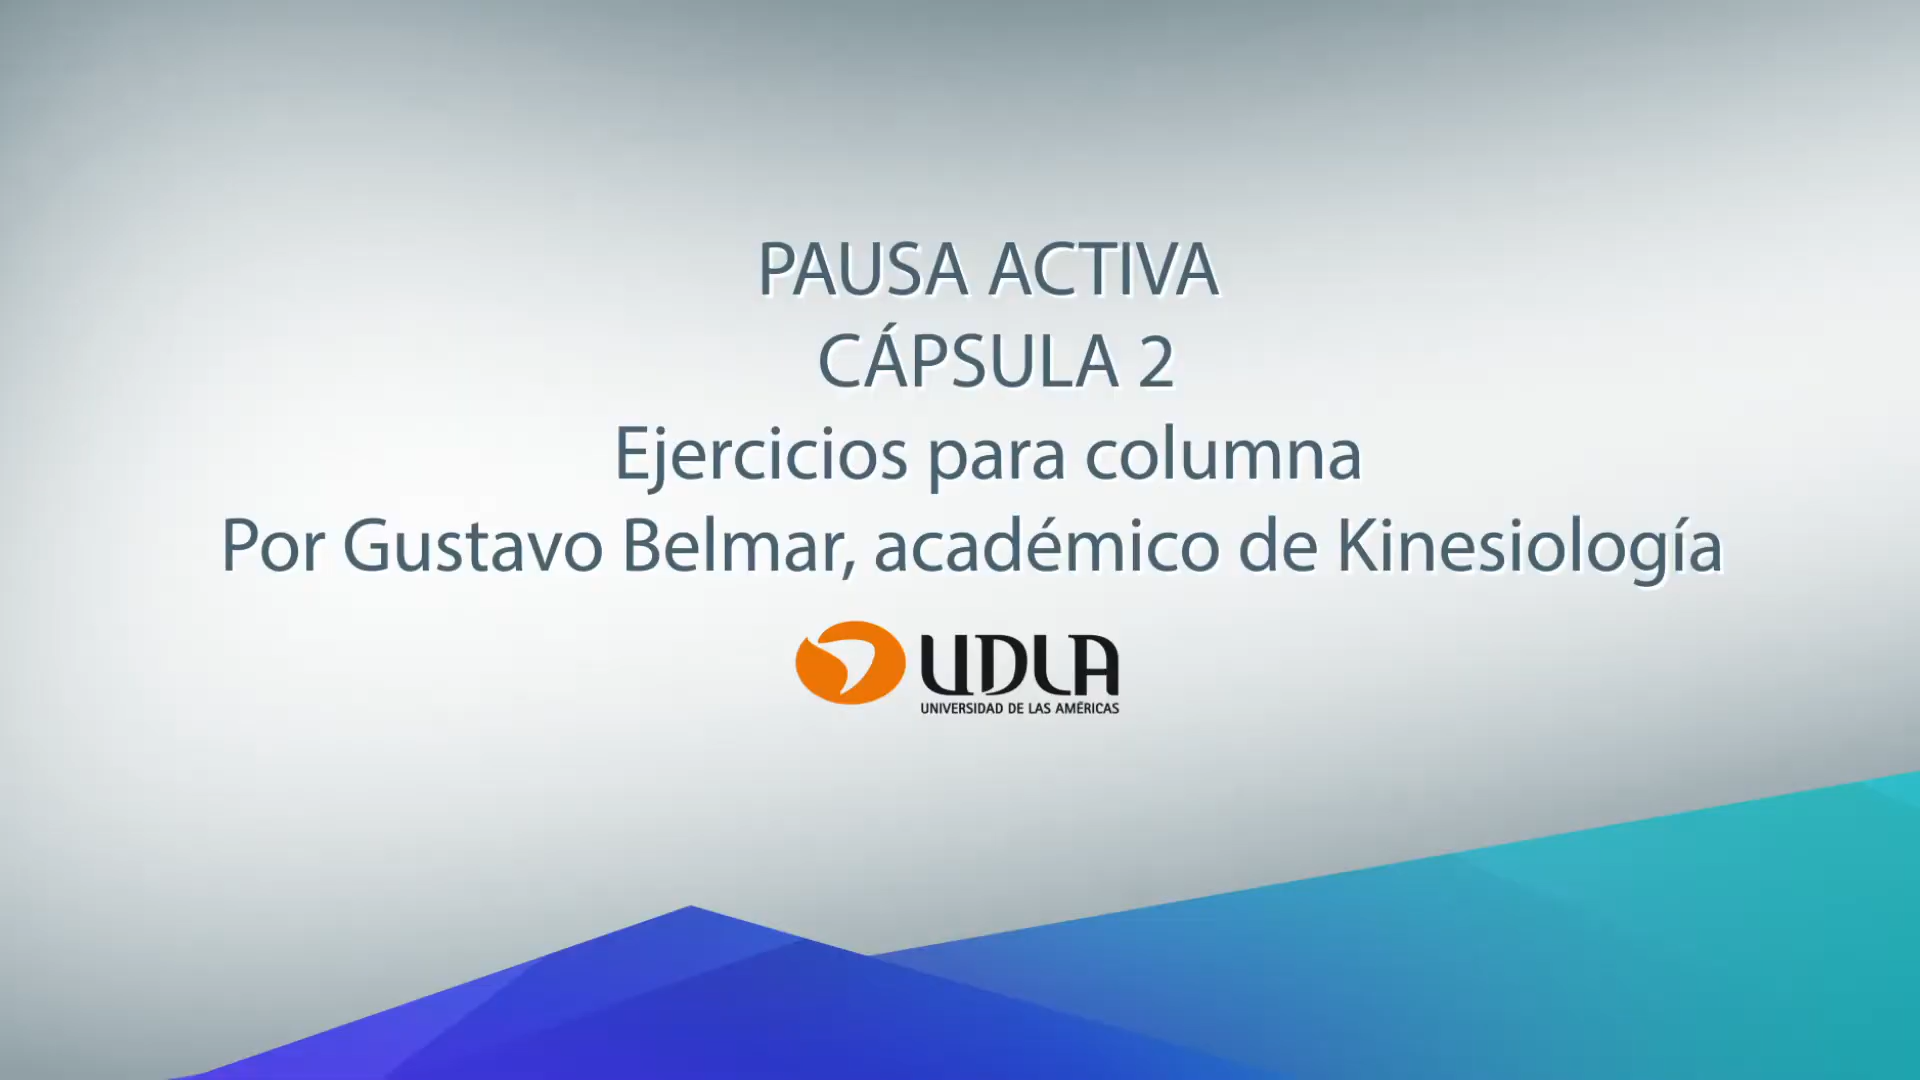 PAUSA ACTIVA
CÁPSULA 2
Ejercicios para columna
Por Gustavo Belmar, académico de Kinesiología
UDLA
UNIVERSIDAD DE LAS AMÉRICAS